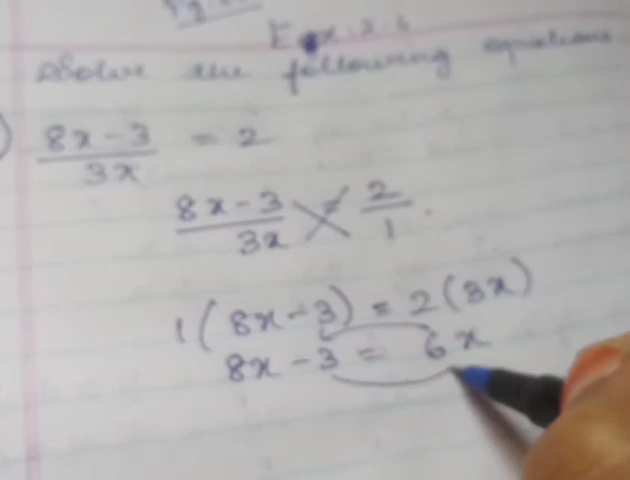 Ex. 2.6
Solve the following equations
8x-3/3x = 2
8x-3/3x = 2/1.
1(8x-3) = 2(3x)
8x-3 = 6x